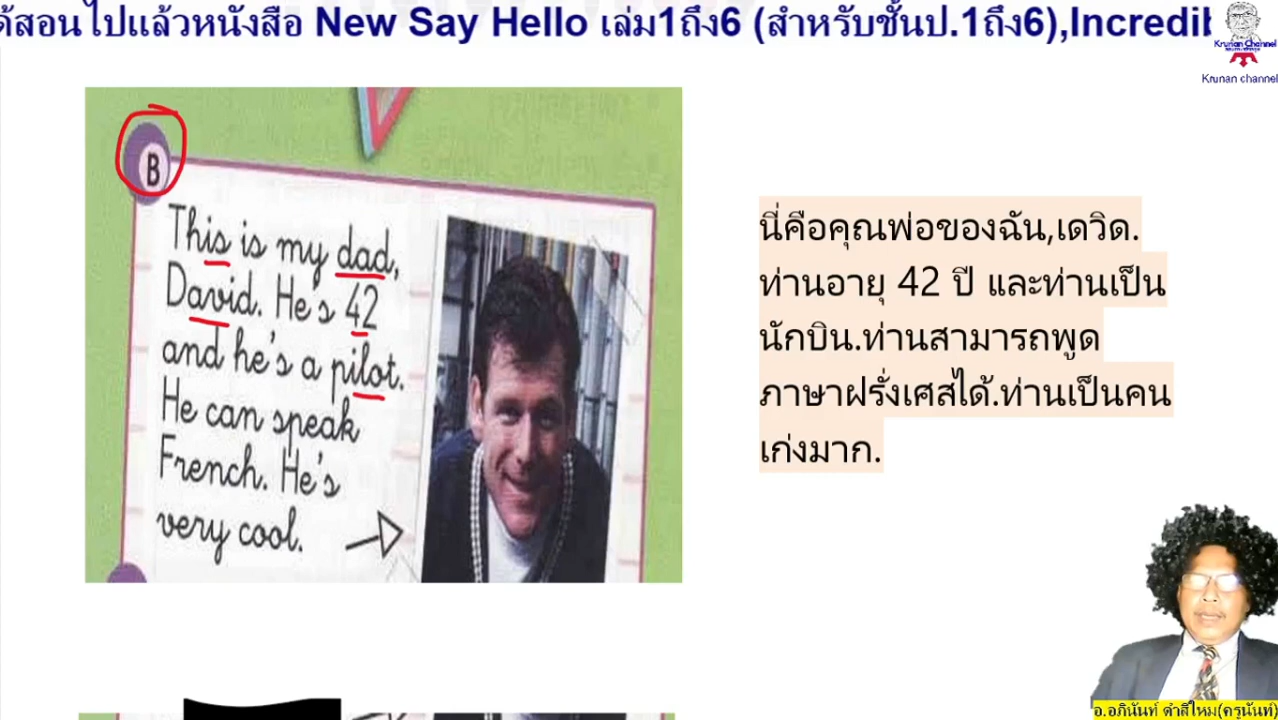 ด้สอนไปแล้วหนังสือ New Say Hello เล่ม1ถึง6 (สำหรับชั้นป.1ถึง6),Incredib
Krunan Channel
Krunan channel
B
This is my dad,
David. He's 42
and he's a pilot.
He can speak
French. He's
very cool.
นี่คือคุณพ่อของฉัน,เดวิด.
ท่านอายุ 42 ปี และท่านเป็น
นักบิน.ท่านสามารถพูด
ภาษาฝรั่งเศสได้.ท่านเป็นคน
เก่งมาก.
อ.อภินันท์ ดำสีใหม(ครูนันท์)